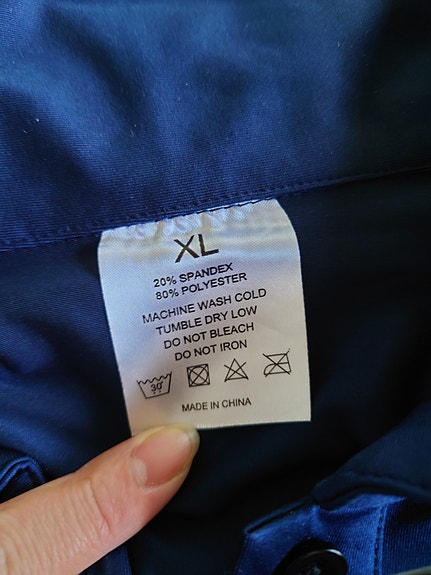 XL
20% SPANDEX
80% POLYESTER
MACHINE WASH COLD
TUMBLE DRY LOW
DO NOT BLEACH
DO NOT IRON
30°
MADE IN CHINA